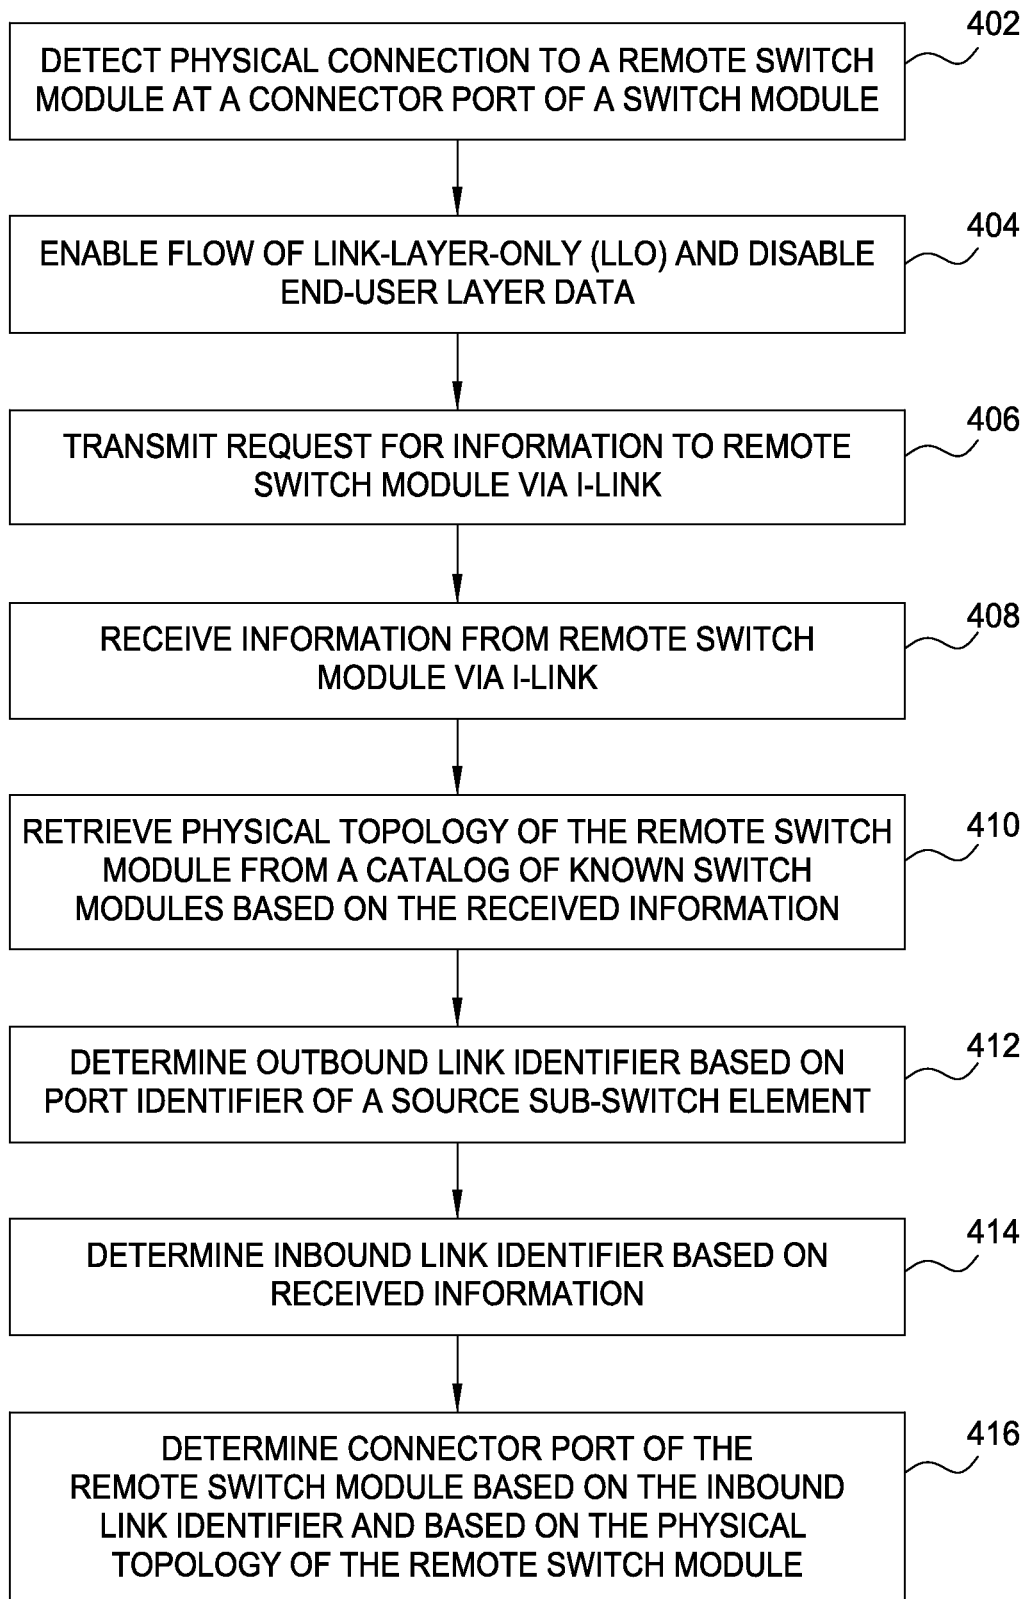 402
DETECT PHYSICAL CONNECTION TO A REMOTE SWITCH
MODULE AT A CONNECTOR PORT OF A SWITCH MODULE
404
ENABLE FLOW OF LINK-LAYER-ONLY (LLO) AND DISABLE
END-USER LAYER DATA
406
TRANSMIT REQUEST FOR INFORMATION TO REMOTE
SWITCH MODULE VIA I-LINK
408
RECEIVE INFORMATION FROM REMOTE SWITCH
MODULE VIA I-LINK
410
RETRIEVE PHYSICAL TOPOLOGY OF THE REMOTE SWITCH
MODULE FROM A CATALOG OF KNOWN SWITCH
MODULES BASED ON THE RECEIVED INFORMATION
412
DETERMINE OUTBOUND LINK IDENTIFIER BASED ON
PORT IDENTIFIER OF A SOURCE SUB-SWITCH ELEMENT
414
DETERMINE INBOUND LINK IDENTIFIER BASED ON
RECEIVED INFORMATION
416
DETERMINE CONNECTOR PORT OF THE
REMOTE SWITCH MODULE BASED ON THE INBOUND
LINK IDENTIFIER AND BASED ON THE PHYSICAL
TOPOLOGY OF THE REMOTE SWITCH MODULE